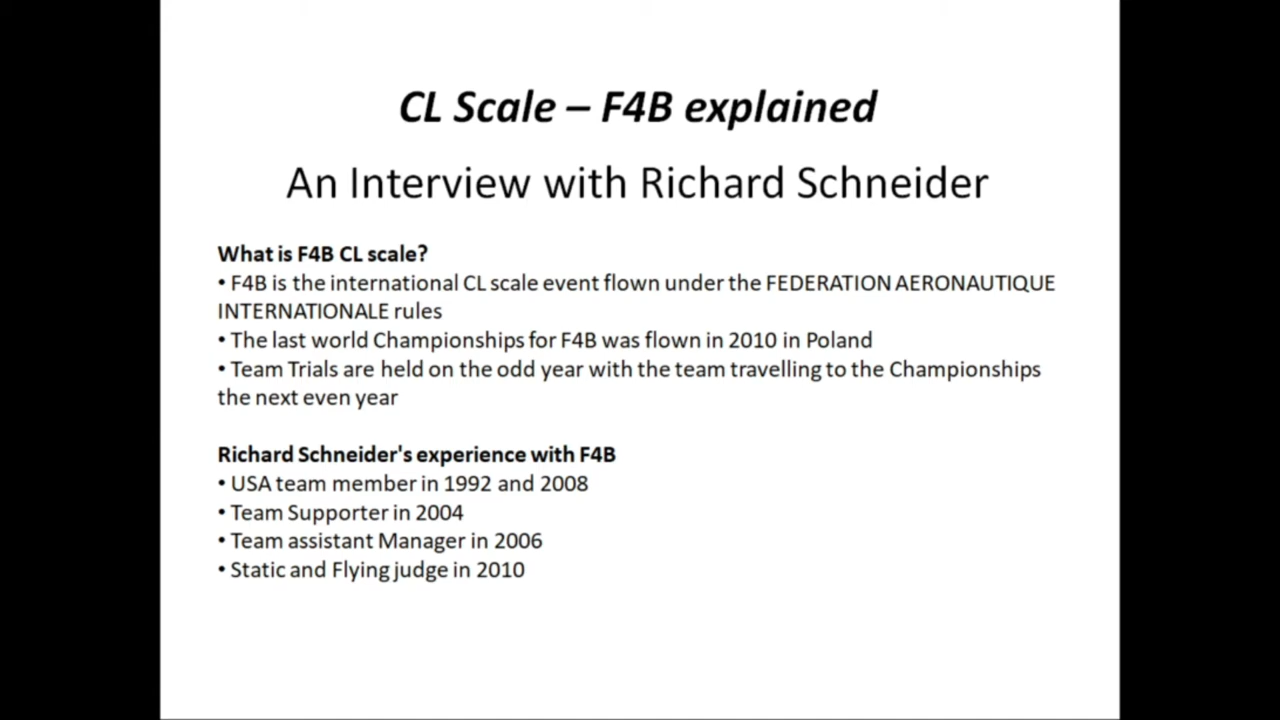 CL Scale – F4B explained
An Interview with Richard Schneider
What is F4B CL scale?
• F4B is the international CL scale event flown under the FEDERATION AERONAUTIQUE
INTERNATIONALE rules
• The last world Championships for F4B was flown in 2010 in Poland
• Team Trials are held on the odd year with the team travelling to the Championships
the next even year
Richard Schneider's experience with F4B
• USA team member in 1992 and 2008
• Team Supporter in 2004
• Team assistant Manager in 2006
• Static and Flying judge in 2010